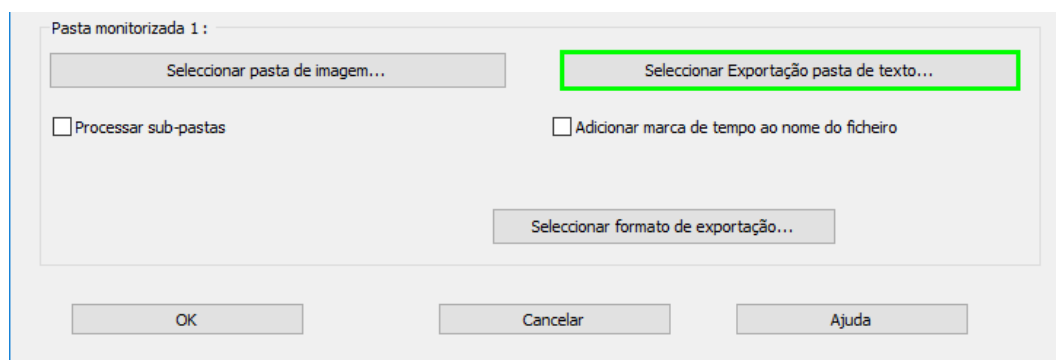 Pasta monitorizada 1 :
Seleccionar pasta de imagem...
Seleccionar Exportação pasta de texto...
Processar sub-pastas
Adicionar marca de tempo ao nome do ficheiro
Seleccionar formato de exportação...
OK
Cancelar
Ajuda